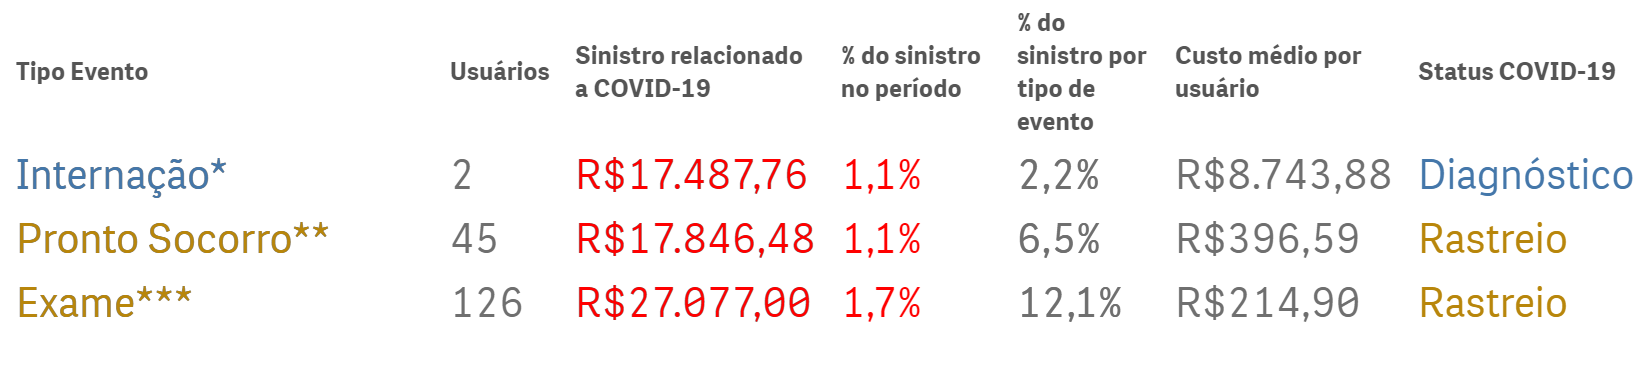 Tipo Evento Usuários Sinistro relacionado a COVID-19 % do sinistro no período % do sinistro por tipo de evento Custo médio por usuário Status COVID-19
Internação* 2 R$17.487,76 1,1% 2,2% R$8.743,88 Diagnóstico
Pronto Socorro** 45 R$17.846,48 1,1% 6,5% R$396,59 Rastreio
Exame*** 126 R$27.077,00 1,7% 12,1% R$214,90 Rastreio